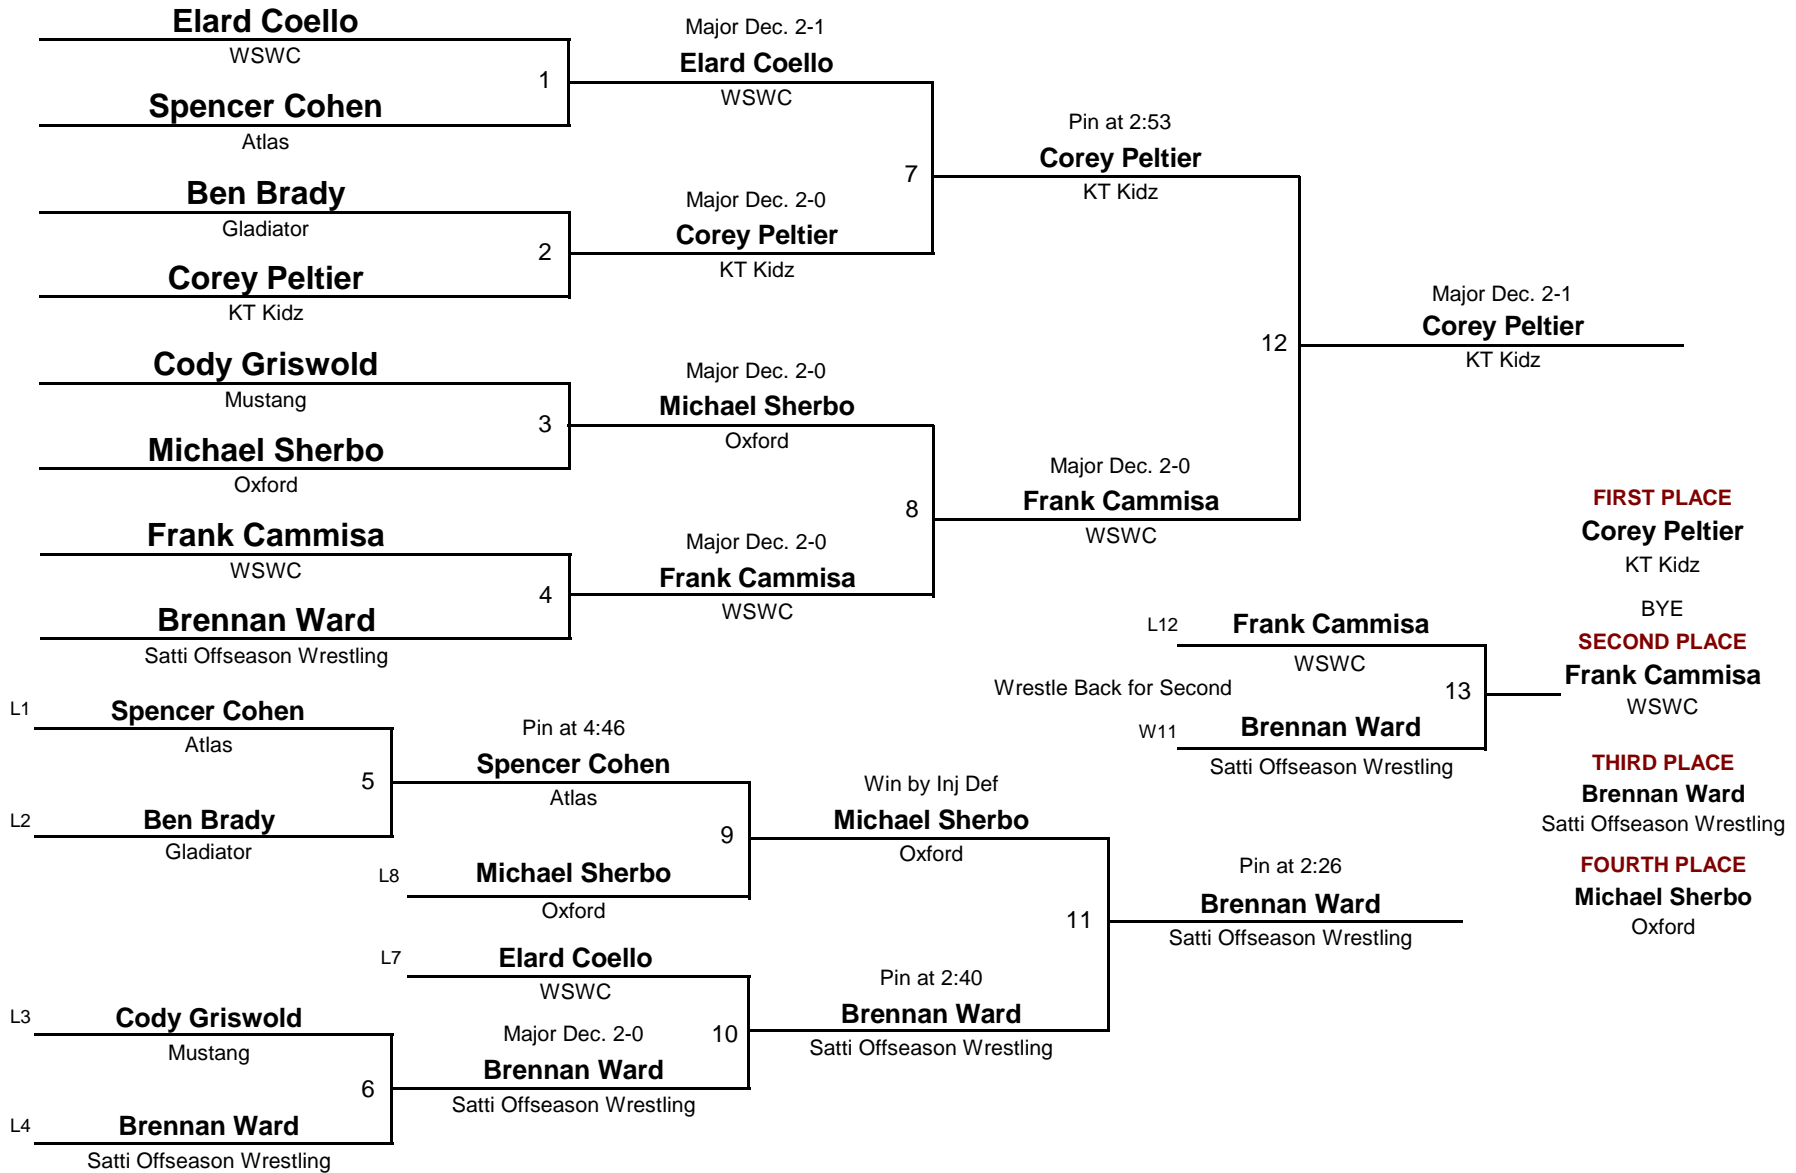 Elard Coello
WSWC
1
Spencer Cohen
Atlas
Ben Brady
Gladiator
2
Corey Peltier
KT Kidz
Cody Griswold
Mustang
3
Michael Sherbo
Oxford
Frank Cammisa
WSWC
4
Brennan Ward
Satti Offseason Wrestling
Major Dec. 2-1
Elard Coello
WSWC
7
Major Dec. 2-0
Corey Peltier
KT Kidz
Major Dec. 2-0
Michael Sherbo
Oxford
8
Major Dec. 2-0
Frank Cammisa
WSWC
Pin at 2:53
Corey Peltier
KT Kidz
12
Major Dec. 2-0
Frank Cammisa
WSWC
Major Dec. 2-1
Corey Peltier
KT Kidz
L1
Spencer Cohen
Atlas
5
L2
Ben Brady
Gladiator
L3
Cody Griswold
Mustang
6
L4
Brennan Ward
Satti Offseason Wrestling
Pin at 4:46
Spencer Cohen
Atlas
9
L8
Michael Sherbo
Oxford
L7
Elard Coello
WSWC
10
Major Dec. 2-0
Brennan Ward
Satti Offseason Wrestling
Win by Inj Def
Michael Sherbo
Oxford
11
Pin at 2:40
Brennan Ward
Satti Offseason Wrestling
Pin at 2:26
Brennan Ward
Satti Offseason Wrestling
L12
Frank Cammisa
WSWC
Wrestle Back for Second
13
W11
Brennan Ward
Satti Offseason Wrestling
FIRST PLACE
Corey Peltier
KT Kidz
BYE
SECOND PLACE
Frank Cammisa
WSWC
THIRD PLACE
Brennan Ward
Satti Offseason Wrestling
FOURTH PLACE
Michael Sherbo
Oxford